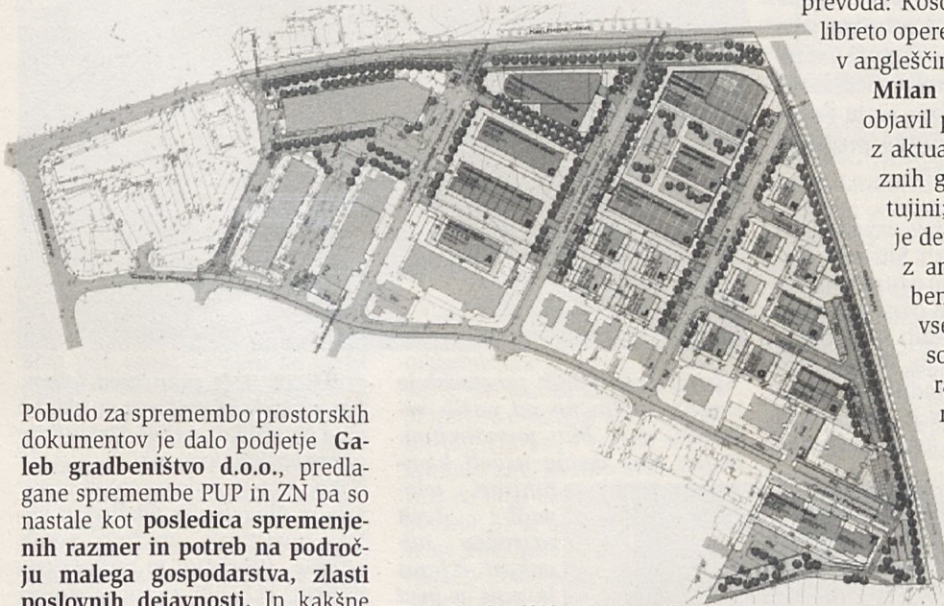 prevoda: Koso
libreto opere
v angleščin
Milan
objavil p
z aktua
znih g
tujini:
je de
z an
ben
vse
so
ra
Pobudo za spremembo prostorskih
dokumentov je dalo podjetje Ga-
leb gradbeništvo d.o.o., predla-
gane spremembe PUP in ZN pa so
nastale kot posledica spremenje-
nih razmer in potreb na področ-
ju malega gospodarstva, zlasti
poslovnih dejavnosti. In kakšne